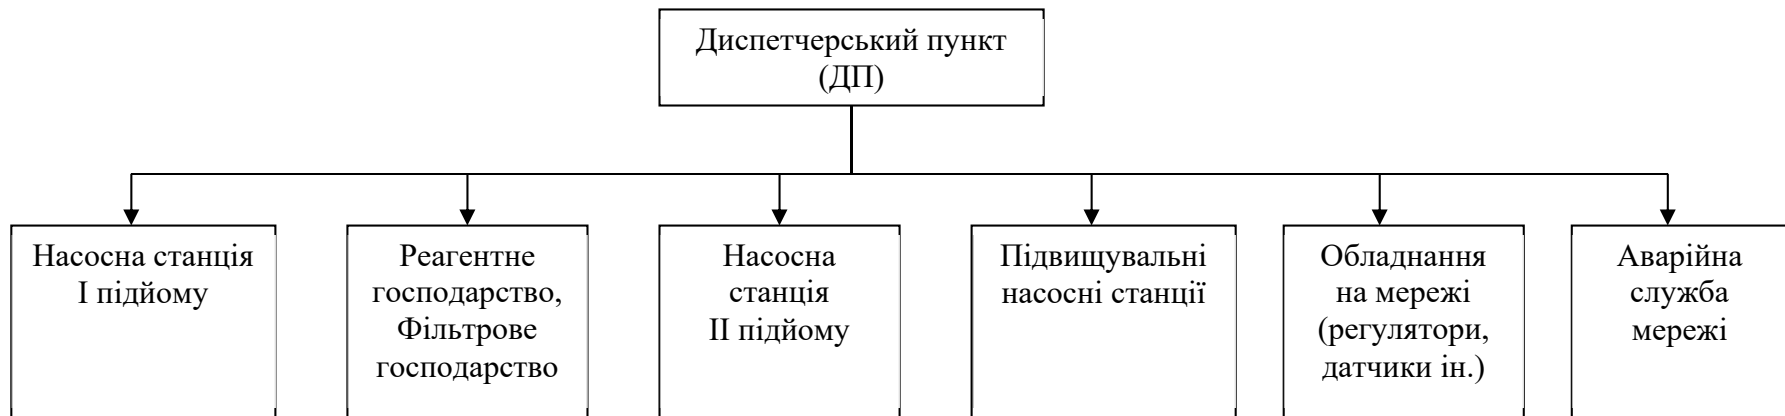 Диспетчерський пункт
(ДП)
Насосна станція
І підйому
Реагентне
господарство,
Фільтрове
господарство
Насосна
станція
ІІ підйому
Підвищувальні
насосні станції
Обладнання
на мережі
(регулятори,
датчики ін.)
Аварійна
служба
мережі